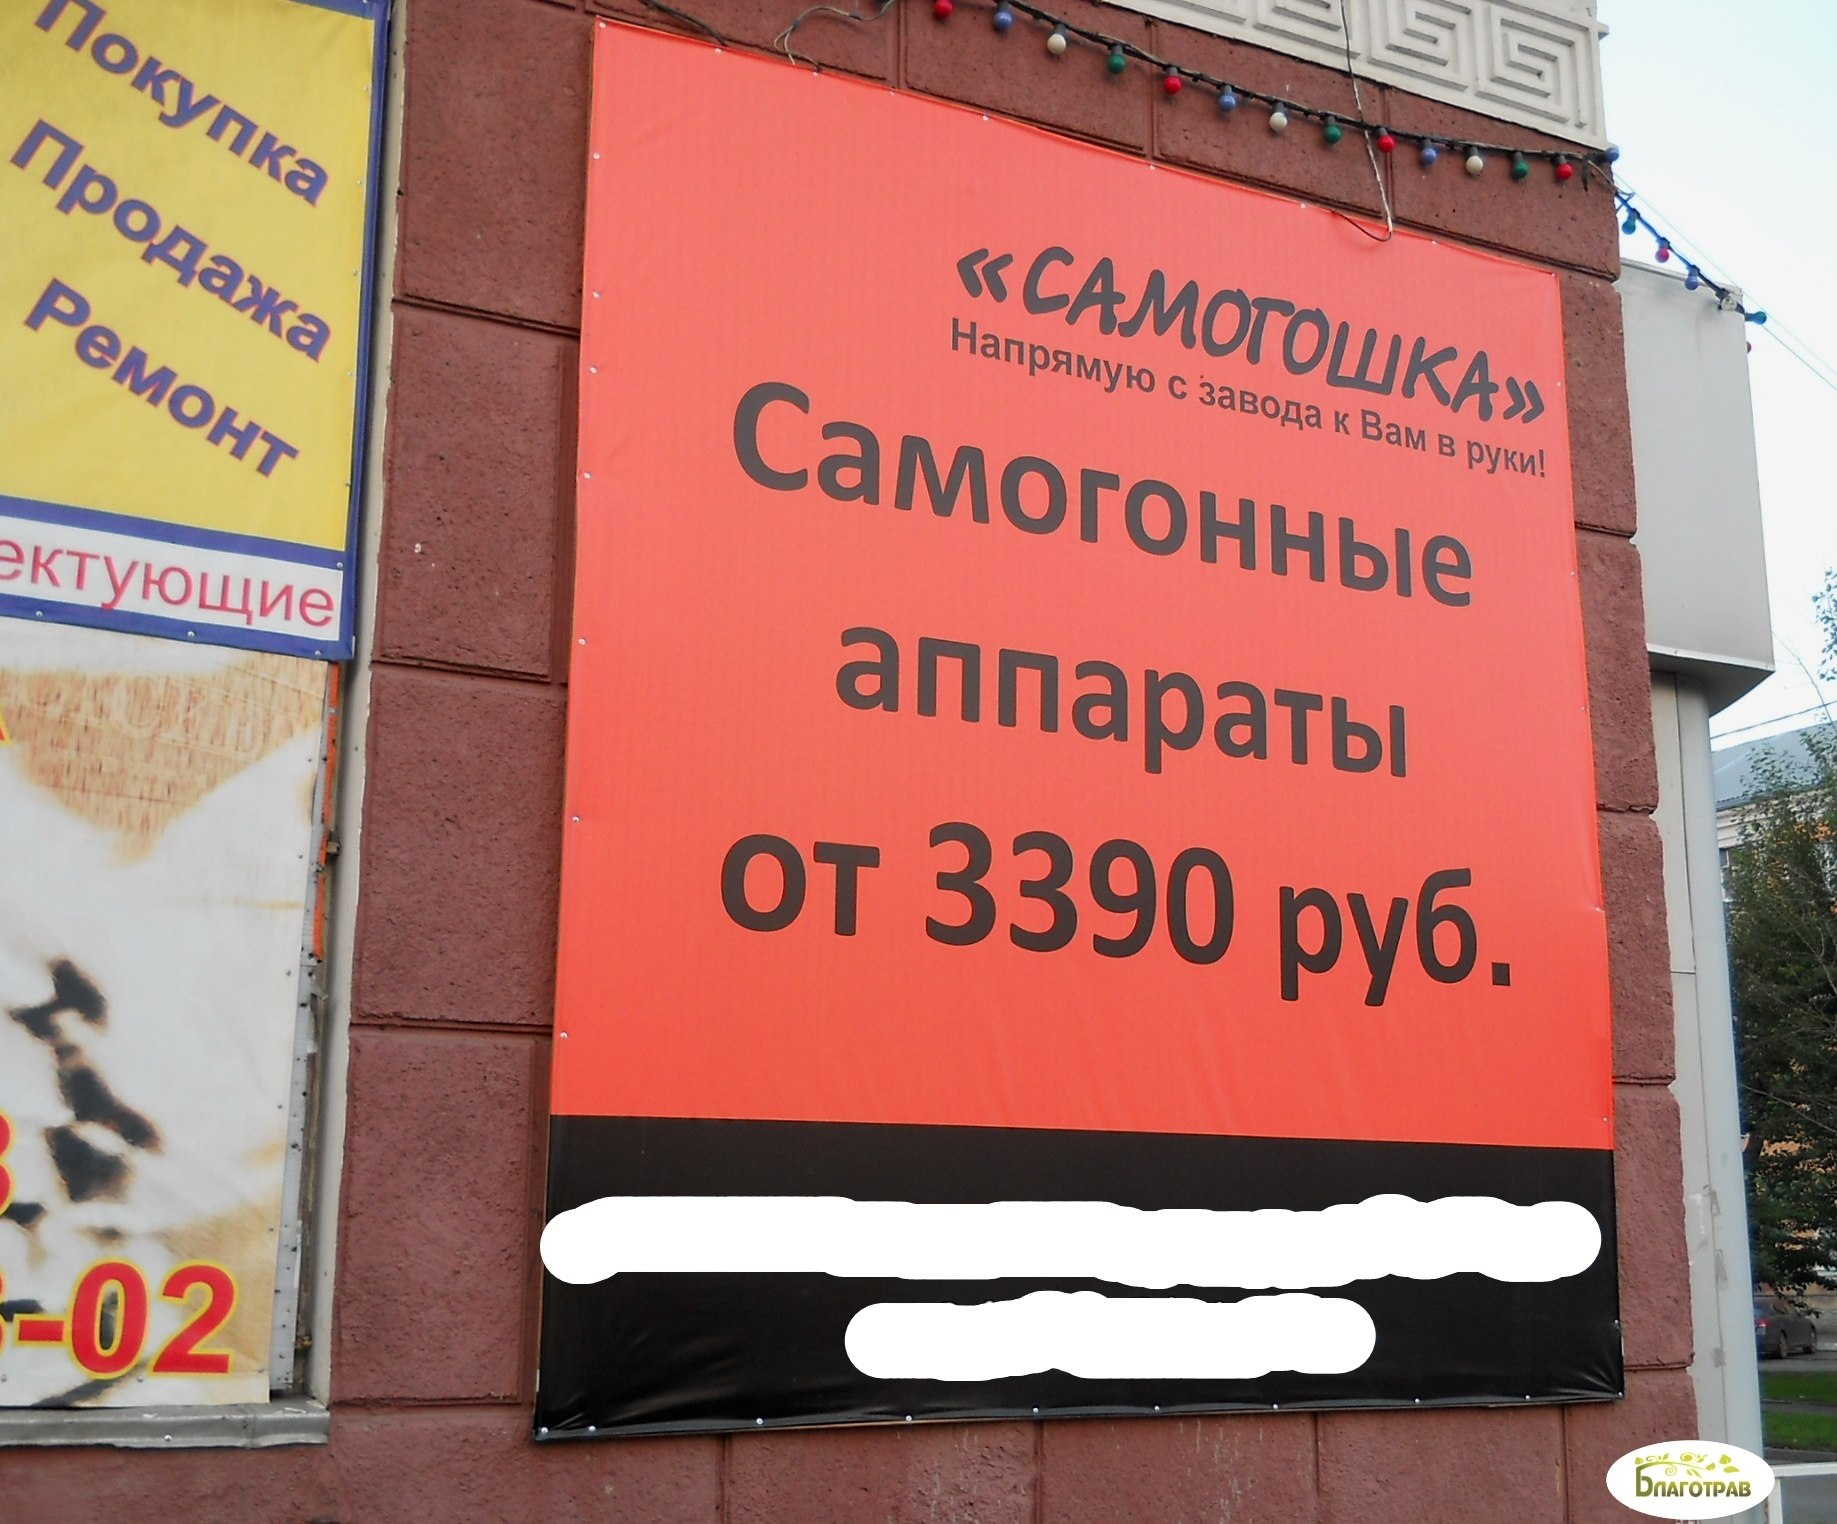 Покупка
Продажа
Ремонт
ектующие
-02
«САМОГОШКА»
Напрямую с завода к Вам в руки!
Самогонные
аппараты
от 3390 руб.
БЛАГОТРАВ